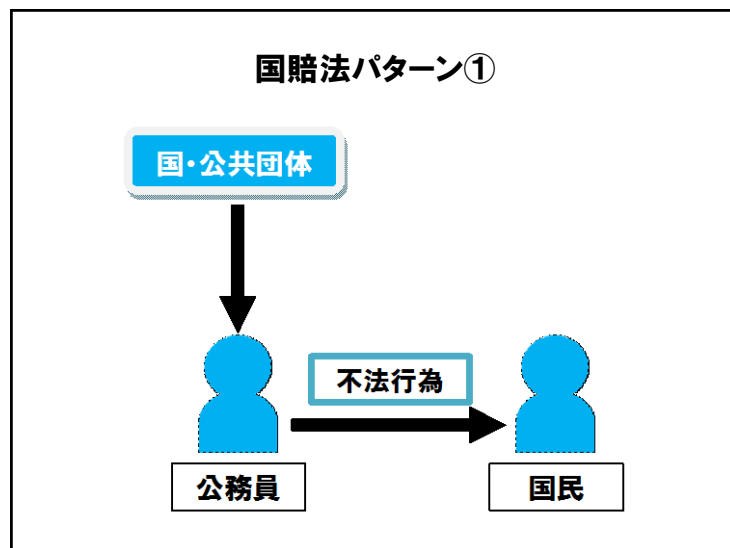 国賠法パターン①
国・公共団体
不法行為
公務員
国民